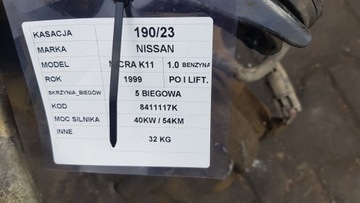 KASACJA 190/23
MARKA NISSAN
MODEL MICRA K11 1.0 BENZYNA
ROK 1999 PO I LIFT.
SKRZYNIA_BIEGÓW 5 BIEGOWA
KOD 8411117K
MOC SILNIKA 40KW / 54KM
INNE
32 KG